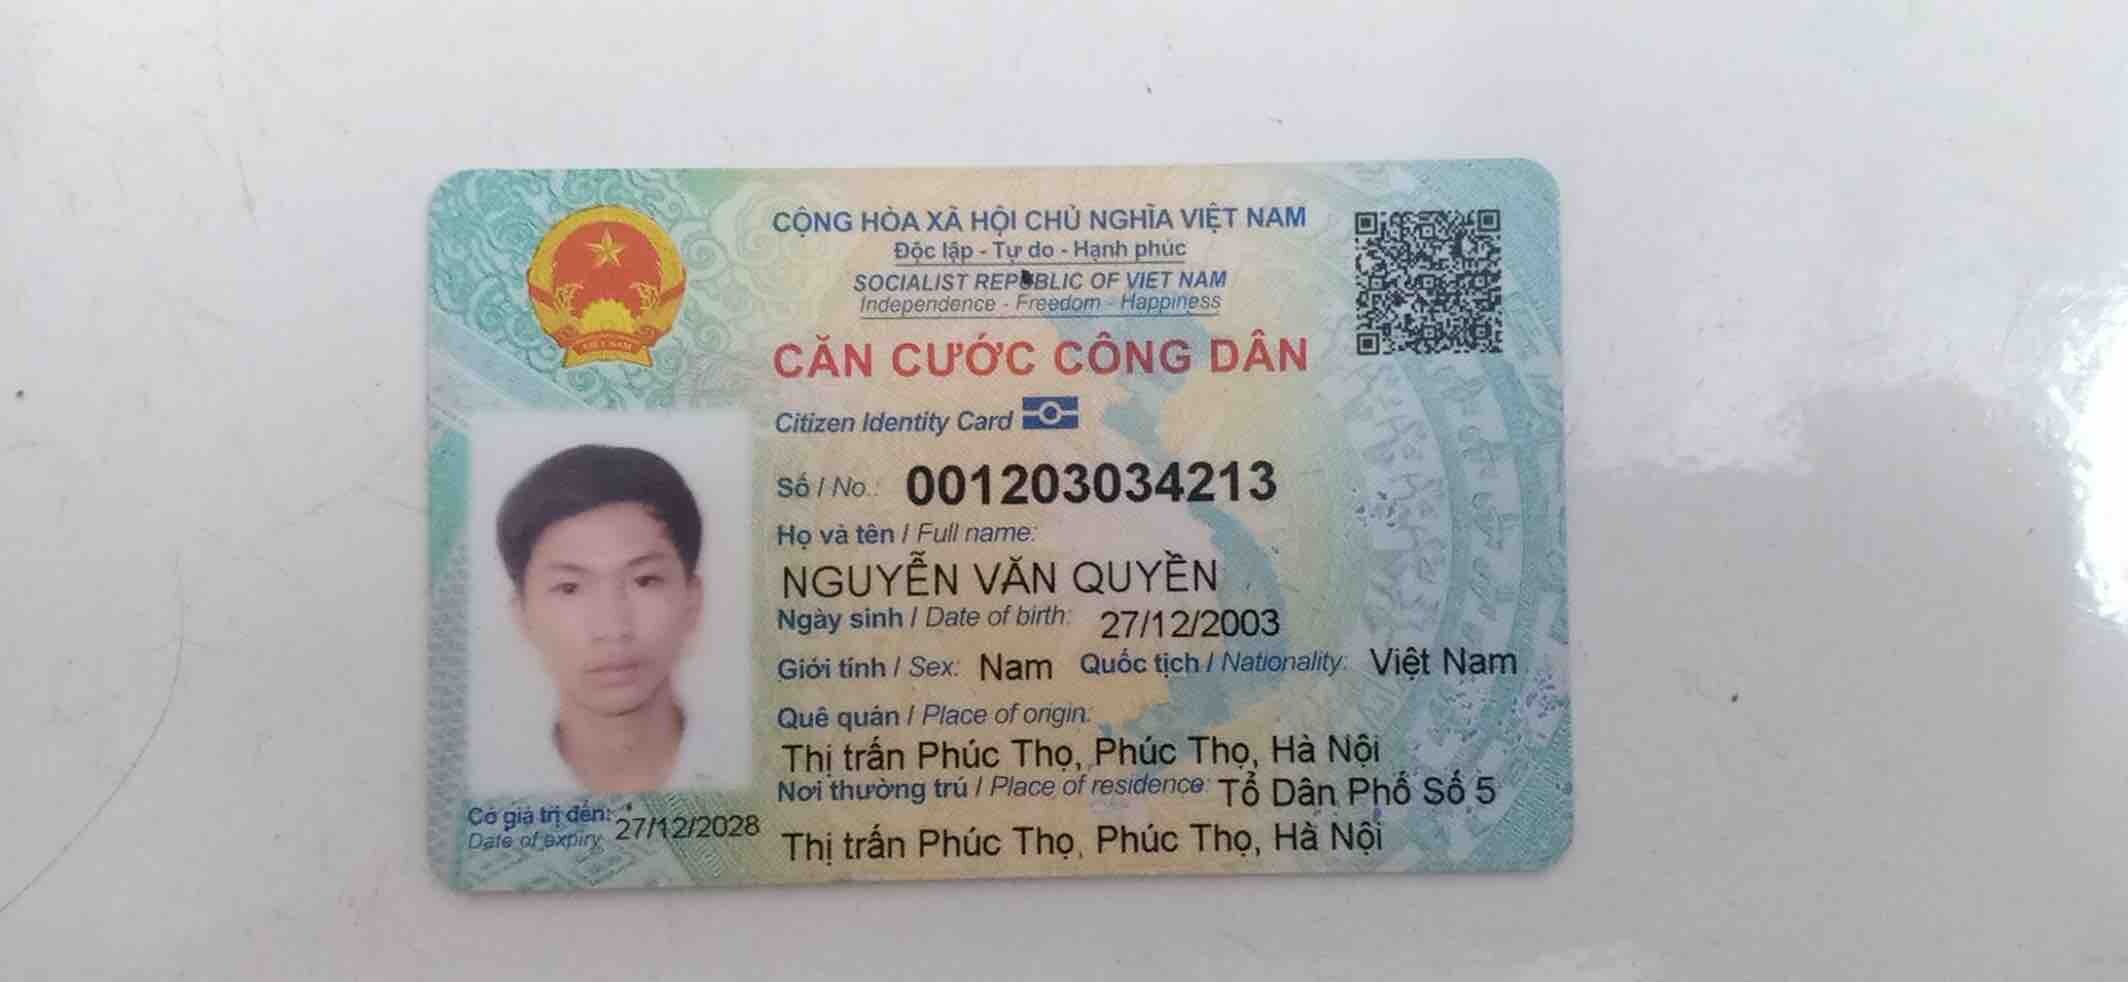 CỘNG HÒA XÃ HỘI CHỦ NGHĨA VIỆT NAM
Độc lập - Tự do - Hạnh phúc
SOCIALIST REPUBLIC OF VIET NAM
Independence - Freedom - Happiness
CĂN CƯỚC CÔNG DÂN
Citizen Identity Card
Số / No.: 001203034213
Họ và tên / Full name:
NGUYỄN VĂN QUYỀN
Ngày sinh / Date of birth: 27/12/2003
Giới tính / Sex: Nam Quốc tịch / Nationality: Việt Nam
Quê quán / Place of origin:
Thị trấn Phúc Thọ, Phúc Thọ, Hà Nội
Nơi thường trú / Place of residence: Tổ Dân Phố Số 5
Thị trấn Phúc Thọ, Phúc Thọ, Hà Nội
Có giá trị đến: 27/12/2028
Date of expiry
VIỆT NAM